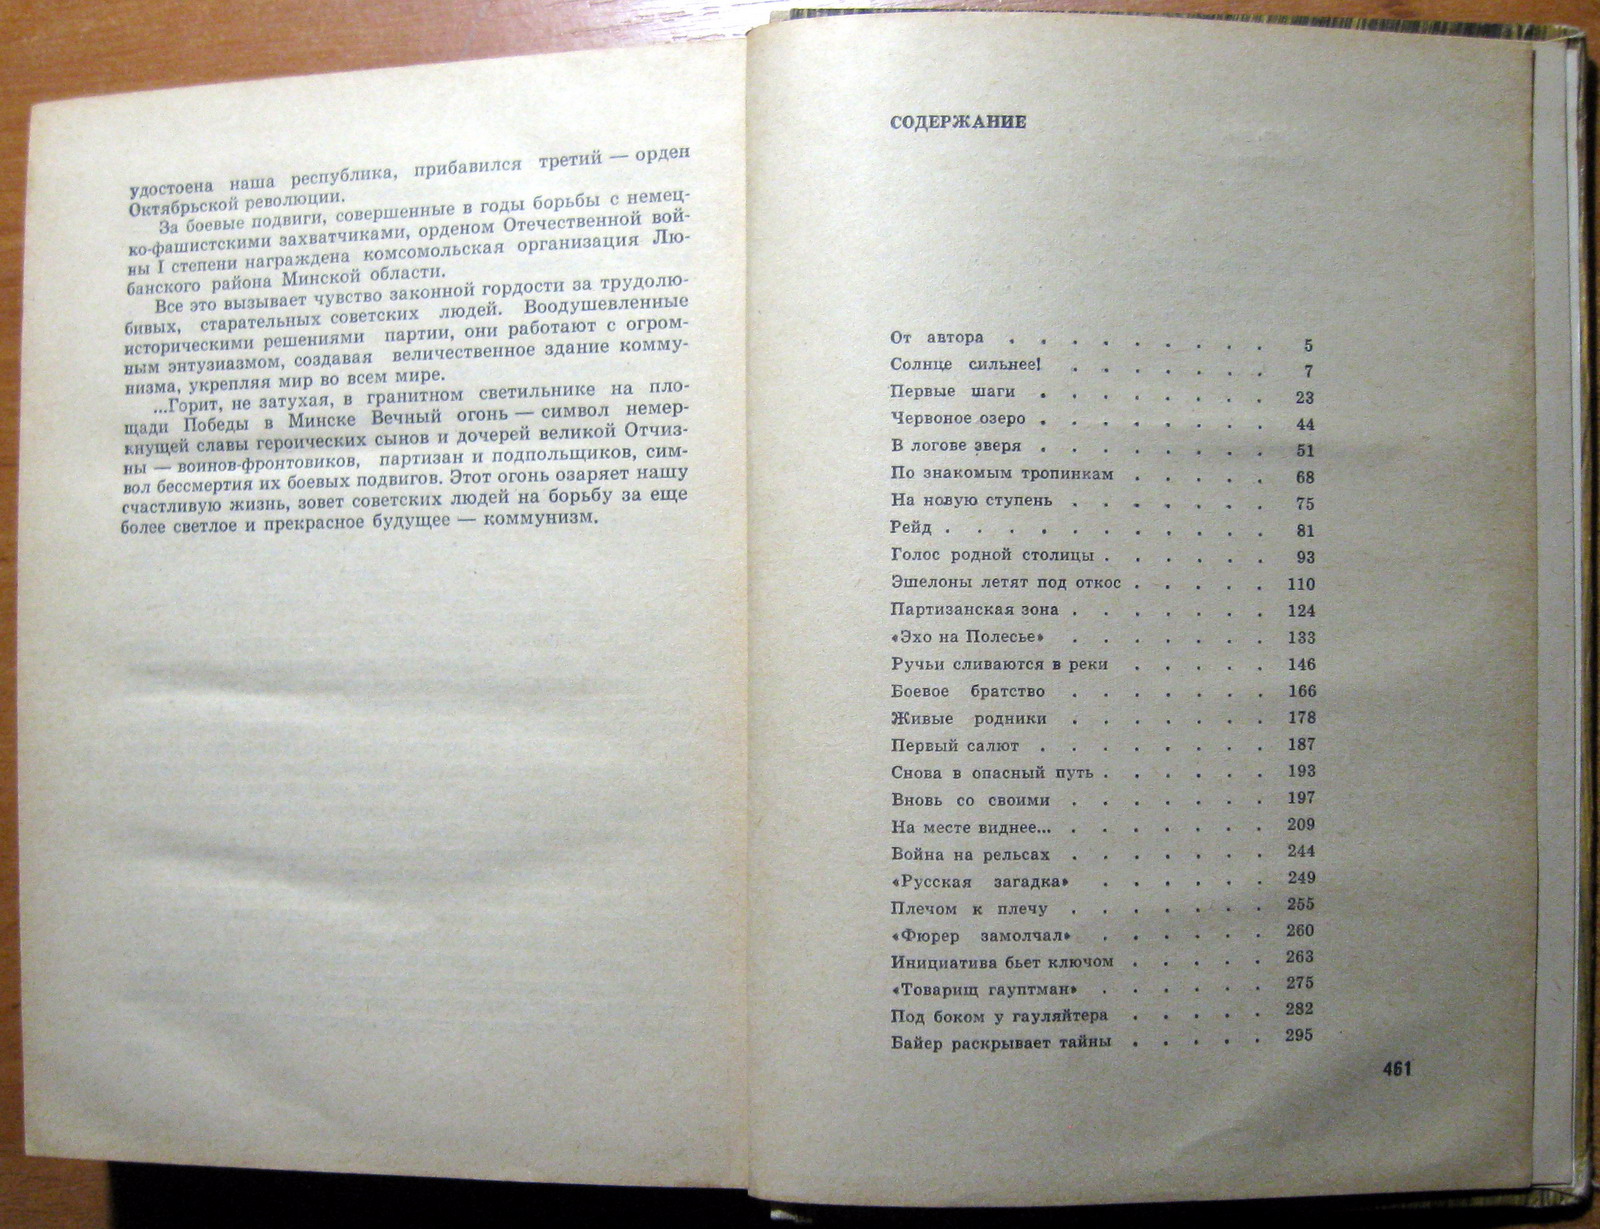 удостоена наша республика, прибавился третий — орден
Октябрьской революции.
За боевые подвиги, совершенные в годы борьбы с немец-
ко-фашистскими захватчиками, орденом Отечественной вой-
ны I степени награждена комсомольская организация Лю-
банского района Минской области.
Все это вызывает чувство законной гордости за трудолю-
бивых, старательных советских людей. Воодушевленные
историческими решениями партии, они работают с огром-
ным энтузиазмом, создавая величественное здание комму-
низма, укрепляя мир во всем мире.
...Горит, не затухая, в гранитном светильнике на пло-
щади Победы в Минске Вечный огонь — символ немер-
кнущей славы героических сынов и дочерей великой Отчиз-
ны — воинов-фронтовиков, партизан и подпольщиков, сим-
вол бессмертия их боевых подвигов. Этот огонь озаряет нашу
счастливую жизнь, зовет советских людей на борьбу за еще
более светлое и прекрасное будущее — коммунизм.
СОДЕРЖАНИЕ
От автора . . . . . . . . . 5
Солнце сильнее! . . . . . . . 7
Первые шаги . . . . . . . . 23
Червоное озеро . . . . . . . . 44
В логове зверя . . . . . . . . 51
По знакомым тропинкам . . . . . 68
На новую ступень . . . . . . . 75
Рейд . . . . . . . . . . . 81
Голос родной столицы . . . . . . 93
Эшелоны летят под откос . . . . . 110
Партизанская зона . . . . . . . 124
«Эхо на Полесье» . . . . . . . 133
Ручьи сливаются в реки . . . . . 146
Боевое братство . . . . . . . 166
Живые родники . . . . . . . 178
Первый салют . . . . . . . . 187
Снова в опасный путь . . . . . . 193
Вновь со своими . . . . . . . 197
На месте виднее... . . . . . . . 209
Война на рельсах . . . . . . . 244
«Русская загадка» . . . . . . 249
Плечом к плечу . . . . . . . 255
«Фюрер замолчал» . . . . . . 260
Инициатива бьет ключом . . . . . 263
«Товарищ гауптман» . . . . . . 275
Под боком у гауляйтера . . . . . 282
Байер раскрывает тайны . . . . . 295
461